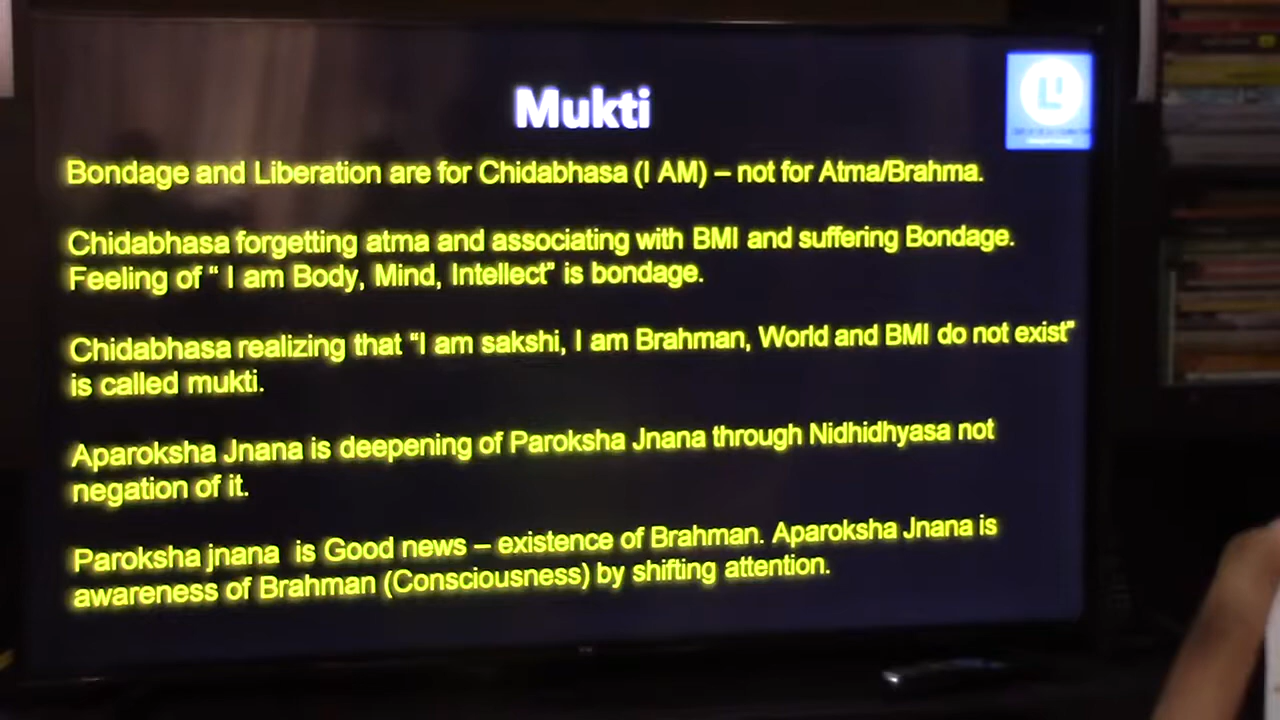 Mukti
Bondage and Liberation are for Chidabhasa (I AM) – not for Atma/Brahma.
Chidabhasa forgetting atma and associating with BMI and suffering Bondage.
Feeling of “ I am Body, Mind, Intellect” is bondage.
Chidabhasa realizing that “I am sakshi, I am Brahman, World and BMI do not exist”
is called mukti.
Aparoksha Jnana is deepening of Paroksha Jnana through Nidhidhyasa not
negation of it.
Paroksha jnana is Good news – existence of Brahman. Aparoksha Jnana is
awareness of Brahman (Consciousness) by shifting attention.